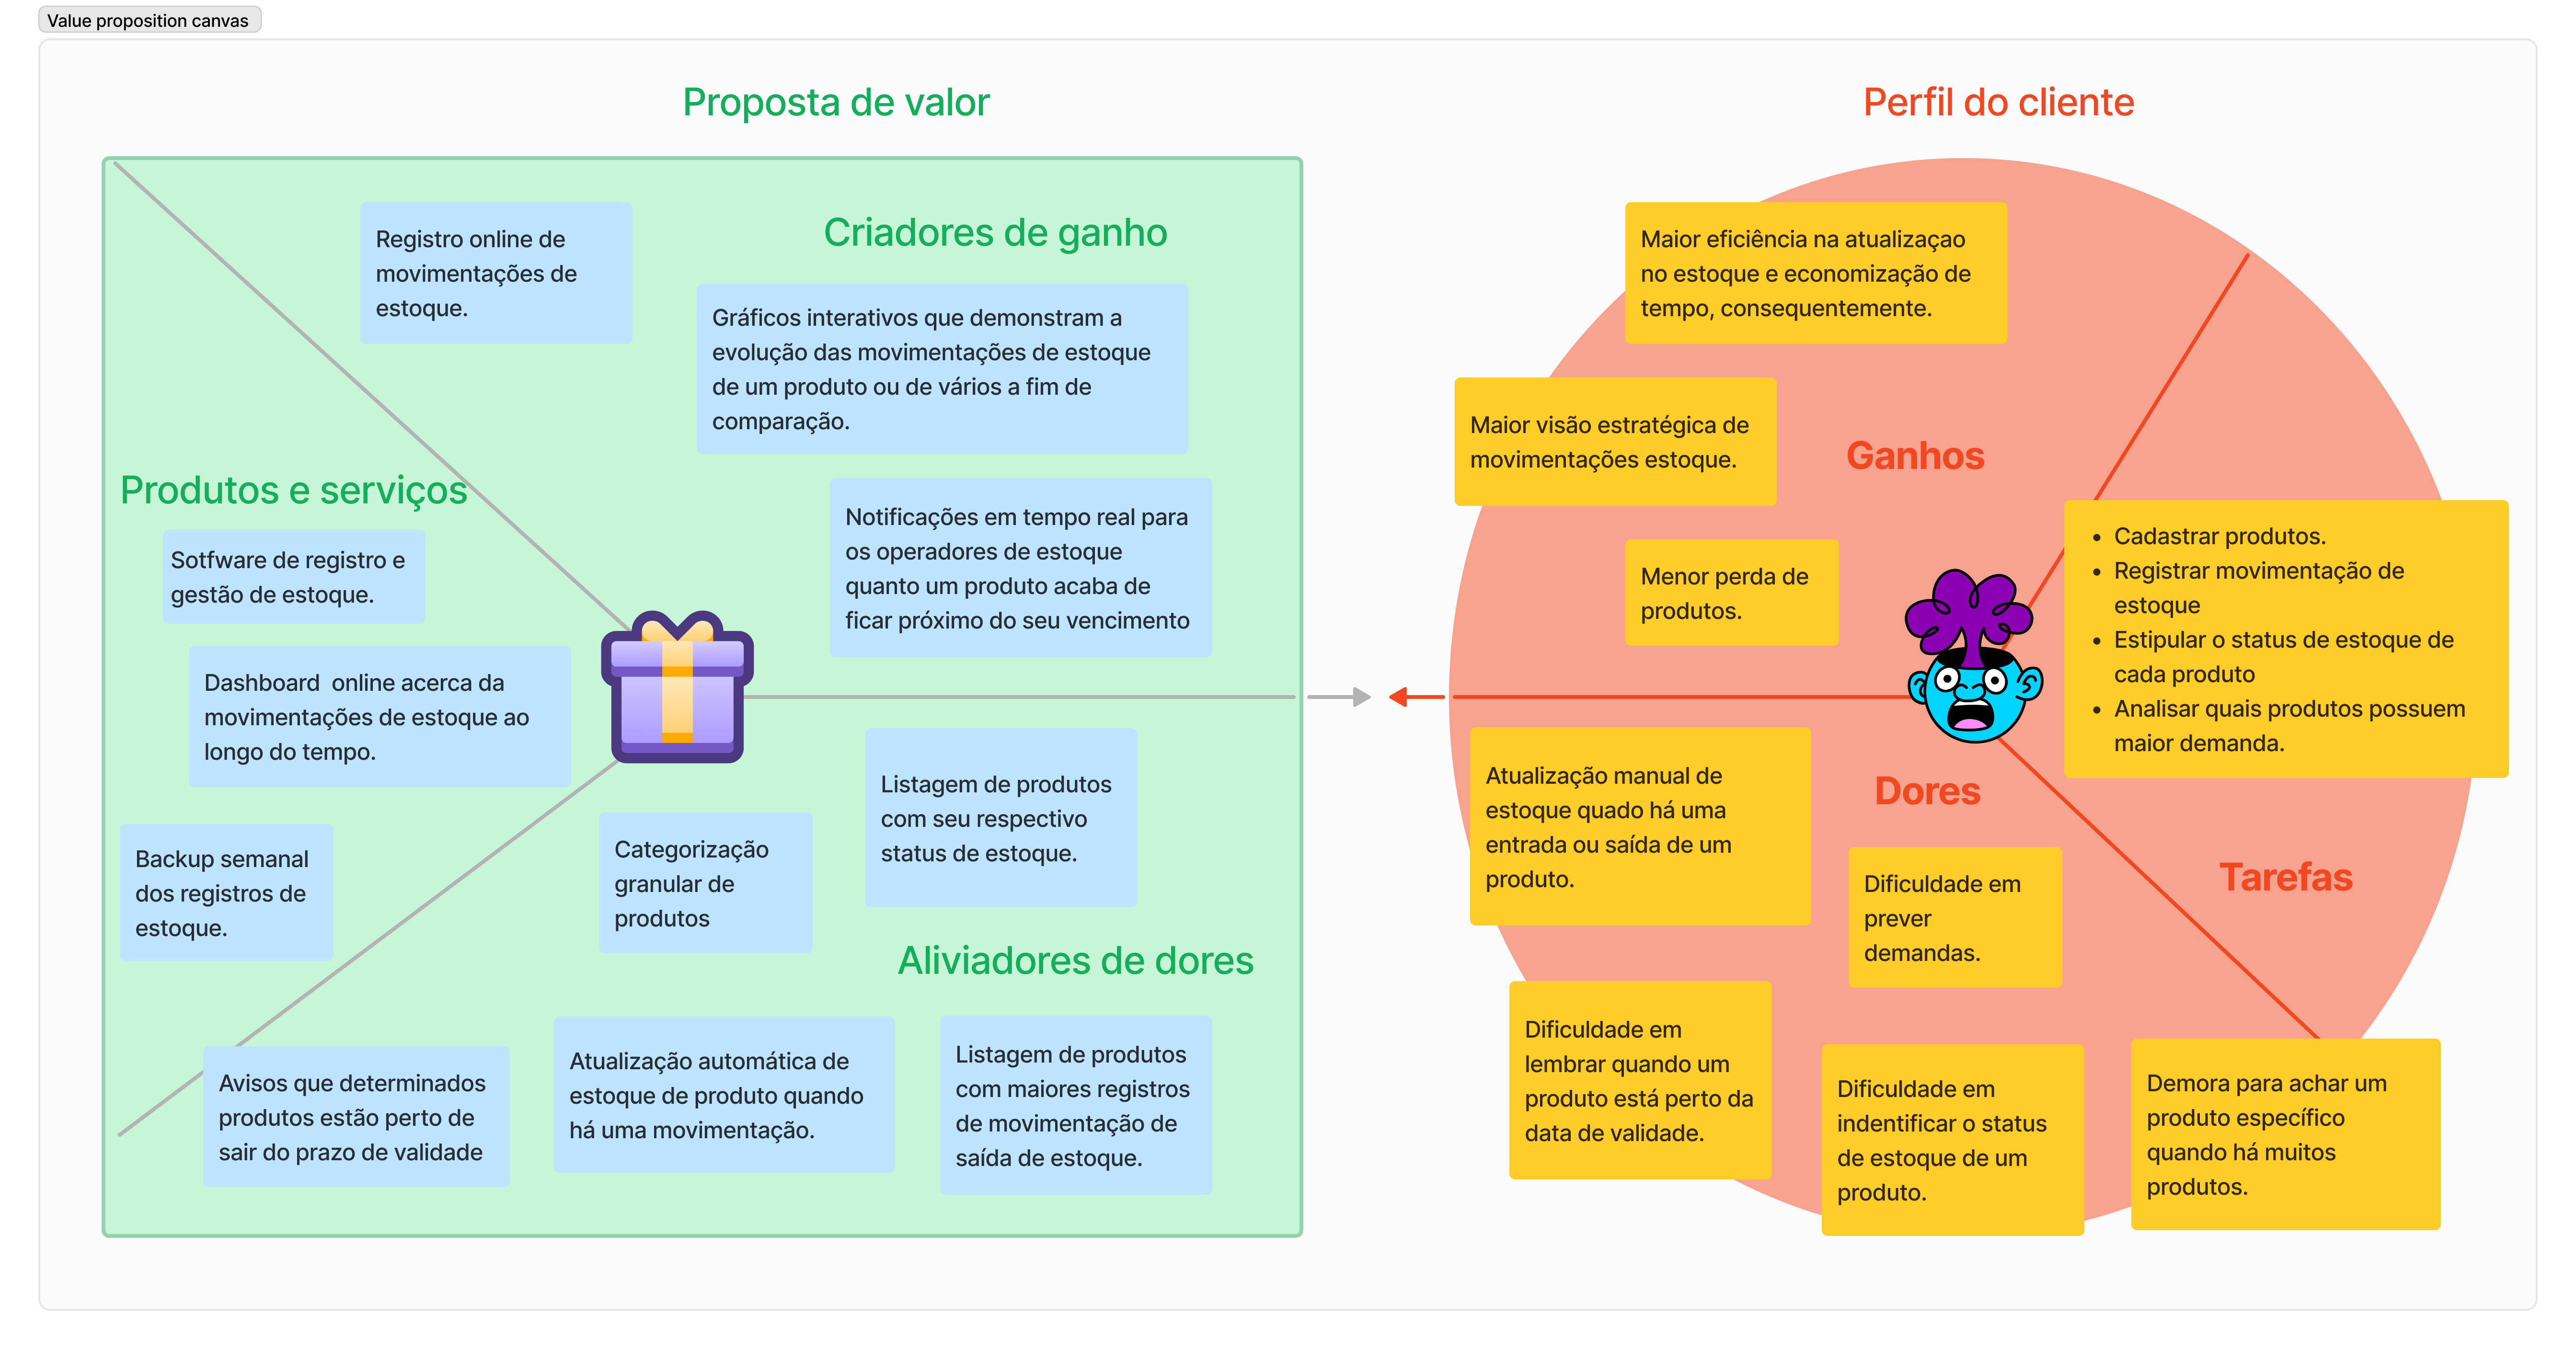 Value proposition canvas
Proposta de valor
Criadores de ganho
Registro online de
movimentações de
estoque.
Gráficos interativos que demonstram a
evolução das movimentações de estoque
de um produto ou de vários a fim de
comparação.
Notificações em tempo real para
os operadores de estoque
quanto um produto acaba de
ficar próximo do seu vencimento
Produtos e serviços
Sotfware de registro e
gestão de estoque.
Dashboard  online acerca da
movimentações de estoque ao
longo do tempo.
Backup semanal
dos registros de
estoque.
Categorização
granular de
produtos
Listagem de produtos
com seu respectivo
status de estoque.
Aliviadores de dores
Avisos que determinados
produtos estão perto de
sair do prazo de validade
Atualização automática de
estoque de produto quando
há uma movimentação.
Listagem de produtos
com maiores registros
de movimentação de
saída de estoque.
Perfil do cliente
Maior eficiência na atualizaçao
no estoque e economização de
tempo, consequentemente.
Maior visão estratégica de
movimentações estoque.
Ganhos
Menor perda de
produtos.
• Cadastrar produtos.
• Registrar movimentação de
estoque
• Estipular o status de estoque de
cada produto
• Analisar quais produtos possuem
maior demanda.
Tarefas
Dores
Atualização manual de
estoque quado há uma
entrada ou saída de um
produto.
Dificuldade em
prever
demandas.
Dificuldade em
lembrar quando um
produto está perto da
data de validade.
Dificuldade em
indentificar o status
de estoque de um
produto.
Demora para achar um
produto específico
quando há muitos
produtos.